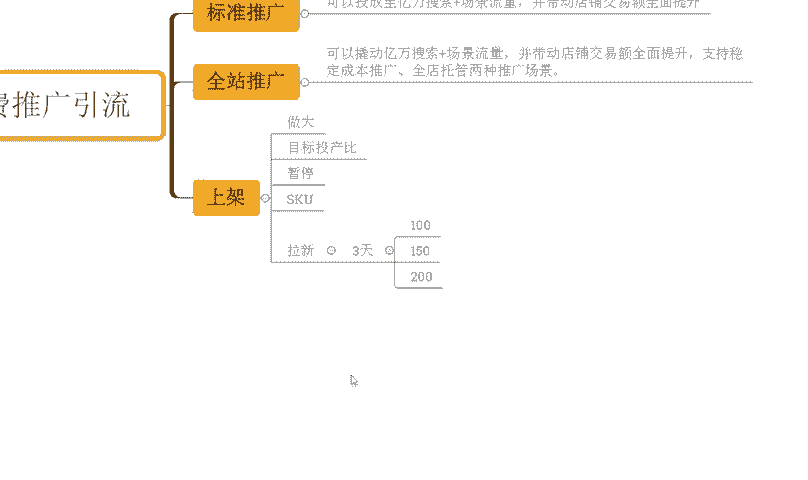 标准推广
可以投放全亿万搜索+场景流量，并带动店铺交易额全面提升
全站推广
可以撬动亿万搜索+场景流量，并带动店铺交易额全面提升，支持稳
定成本推广、全店托管两种推广场景。
费推广引流
上架
做大
目标投产比
暂停
SKU
拉新
3天
100
150
200